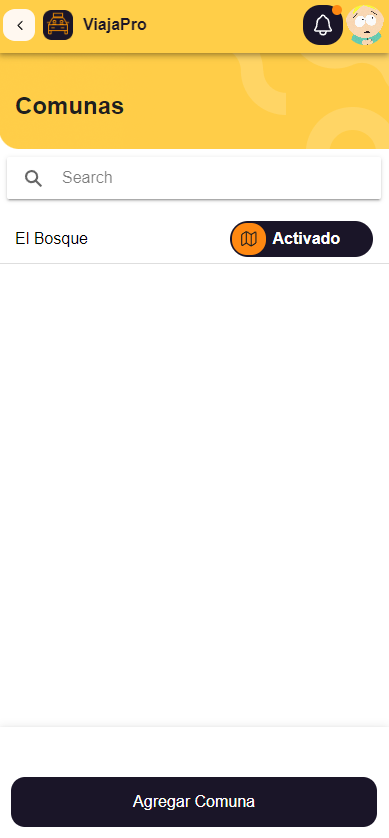 ViajaPro
Comunas
Search
El Bosque
Activado
Agregar Comuna